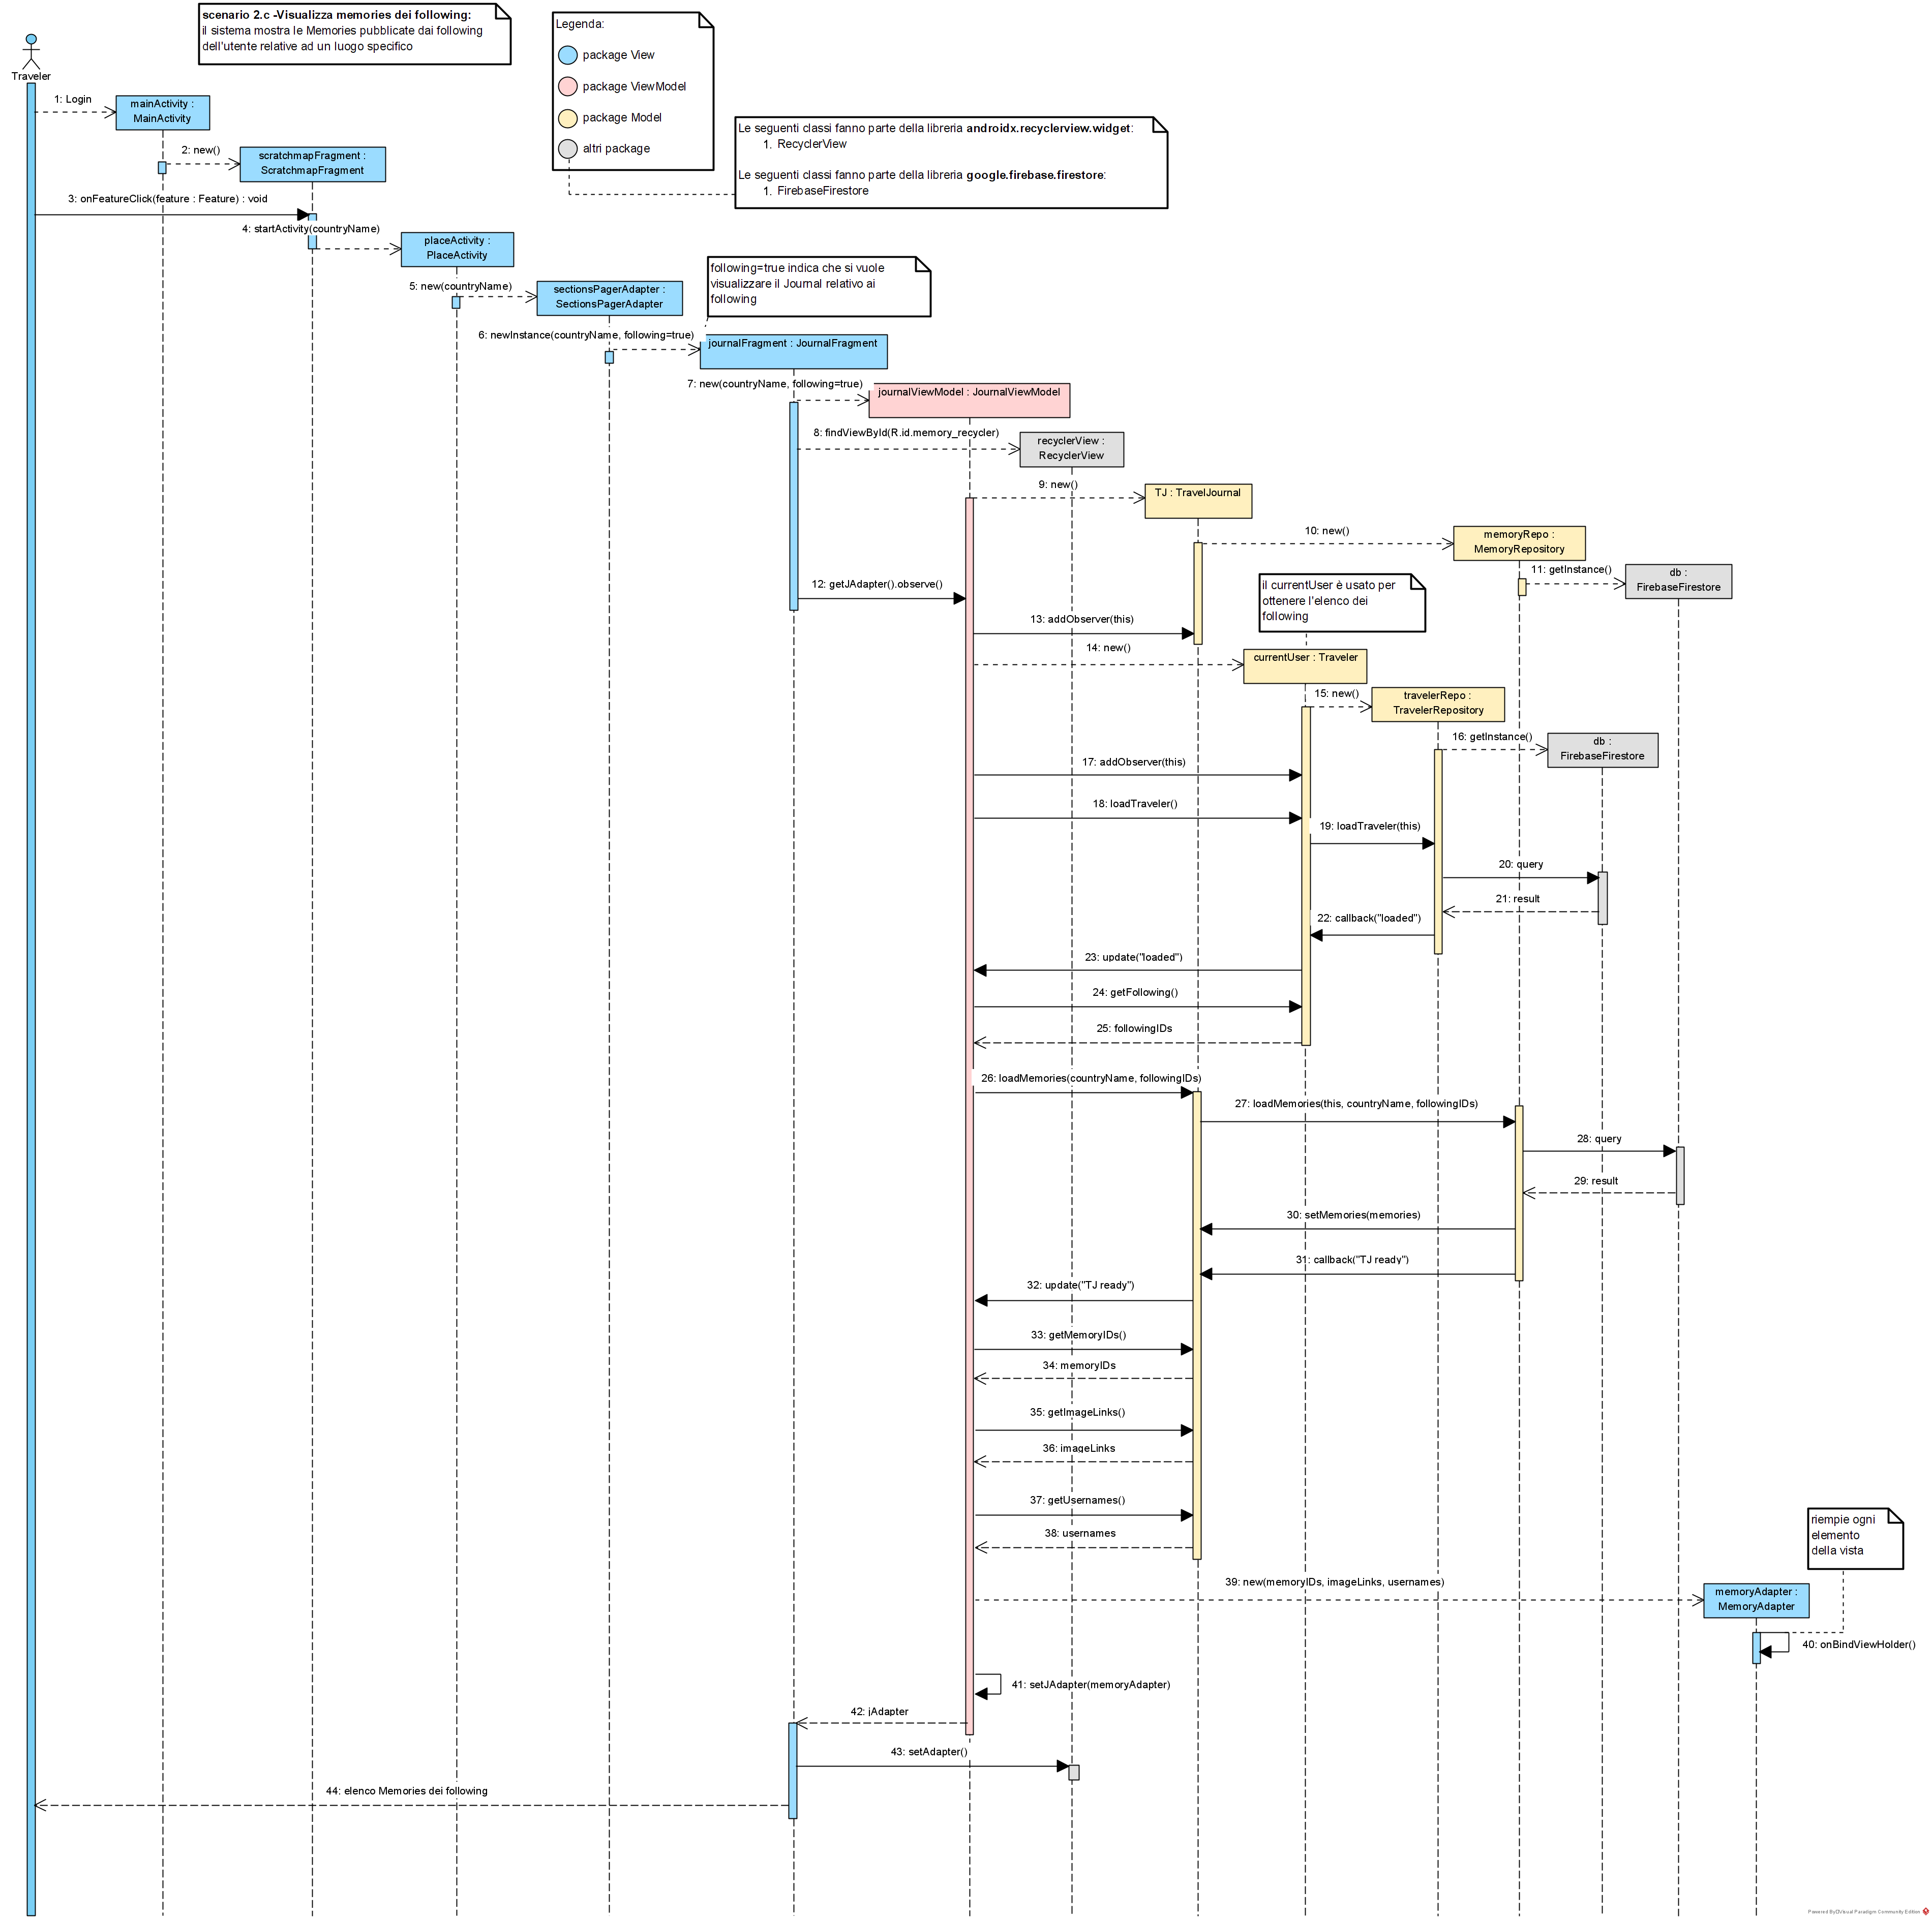 scenario 2.c -Visualizza memories dei following:
il sistema mostra le Memories pubblicate dai following
dell'utente relative ad un luogo specifico
Legenda:
package View
package ViewModel
package Model
altri package
Le seguenti classi fanno parte della libreria androidx.recyclerview.widget:
1. RecyclerView
Le seguenti classi fanno parte della libreria google.firebase.firestore:
1. FirebaseFirestore
Traveler
1: Login
mainActivity :
MainActivity
2: new()
scratchmapFragment :
ScratchmapFragment
3: onFeatureClick(feature : Feature) : void
4: startActivity(countryName)
placeActivity :
PlaceActivity
following=true indica che si vuole
visualizzare il Journal relativo ai
following
5: new(countryName)
sectionsPagerAdapter :
SectionsPagerAdapter
6: newInstance(countryName, following=true)
journalFragment : JournalFragment
7: new(countryName, following=true)
journalViewModel : JournalViewModel
8: findViewById(R.id.memory_recycler)
recyclerView :
RecyclerView
9: new()
TJ : TravelJournal
10: new()
memoryRepo :
MemoryRepository
11: getInstance()
db :
FirebaseFirestore
12: getJAdapter().observe()
il currentUser è usato per
ottenere l'elenco dei
following
13: addObserver(this)
14: new()
currentUser : Traveler
15: new()
travelerRepo :
TravelerRepository
16: getInstance()
db :
FirebaseFirestore
17: addObserver(this)
18: loadTraveler()
19: loadTraveler(this)
20: query
21: result
22: callback("loaded")
23: update("loaded")
24: getFollowing()
25: followingIDs
26: loadMemories(countryName, followingIDs)
27: loadMemories(this, countryName, followingIDs)
28: query
29: result
30: setMemories(memories)
31: callback("TJ ready")
32: update("TJ ready")
33: getMemoryIDs()
34: memoryIDs
35: getImageLinks()
36: imageLinks
37: getUsernames()
38: usernames
riempie ogni
elemento
della vista
39: new(memoryIDs, imageLinks, usernames)
memoryAdapter :
MemoryAdapter
40: onBindViewHolder()
41: setJAdapter(memoryAdapter)
42: jAdapter
43: setAdapter()
44: elenco Memories dei following
Powered By Visual Paradigm Community Edition